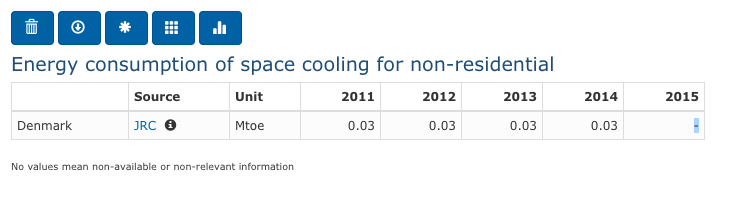 Energy consumption of space cooling for non-residential
Source Unit 2011 2012 2013 2014 2015
Denmark JRC Mtoe 0.03 0.03 0.03 0.03 -
No values mean non-available or non-relevant information